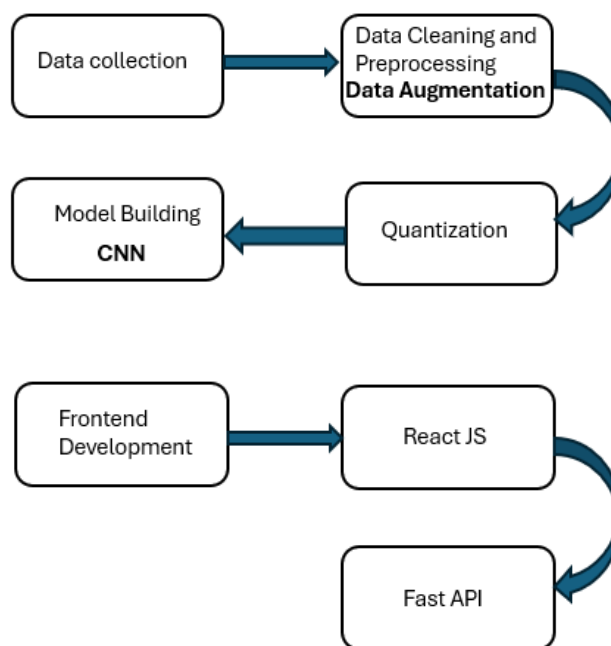 Data collection
Data Cleaning and
Preprocessing
Data Augmentation
Model Building
CNN
Quantization
Frontend
Development
React JS
Fast API